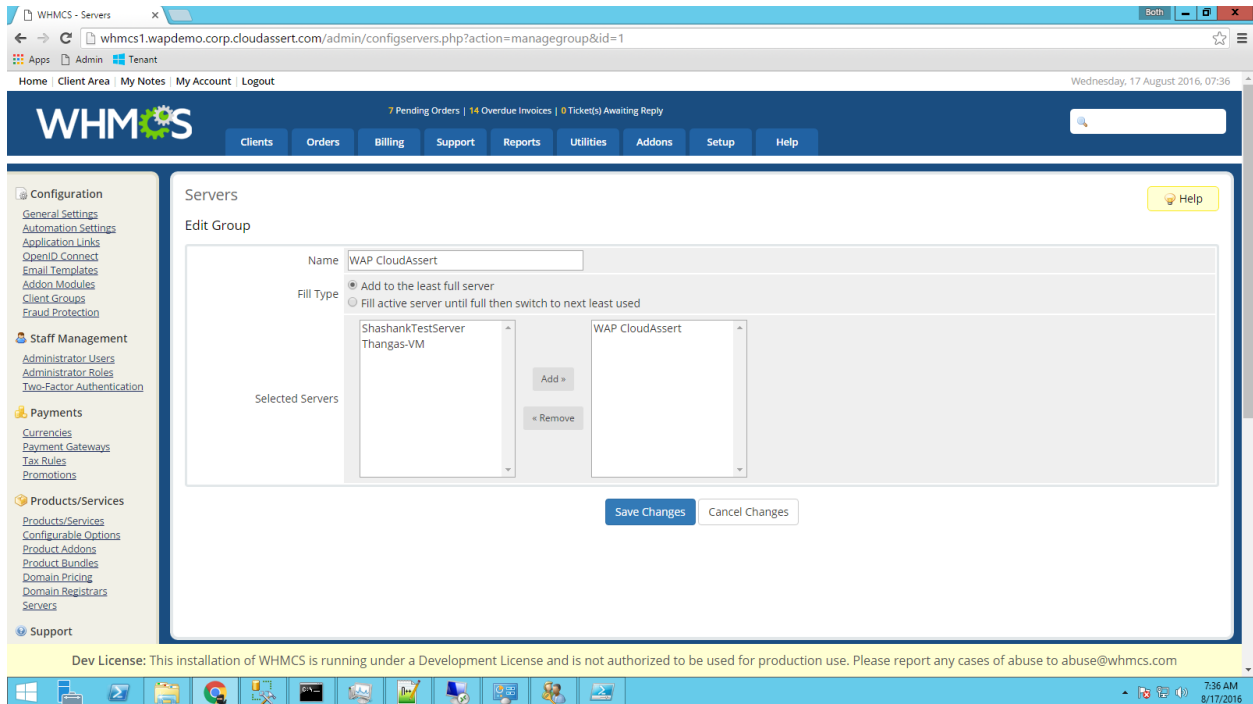 WHMCS - Servers
Both
whmcs1.wapdemo.corp.cloudassert.com/admin/configservers.php?action=managegroup&id=1
Apps Admin Tenant
Home Client Area My Notes My Account Logout
Wednesday, 17 August 2016, 07:36
WHMCS
7 Pending Orders | 14 Overdue Invoices | 0 Ticket(s) Awaiting Reply
Clients Orders Billing Support Reports Utilities Addons Setup Help
Configuration
General Settings
Automation Settings
Application Links
OpenID Connect
Email Templates
Addon Modules
Client Groups
Fraud Protection
Staff Management
Administrator Users
Administrator Roles
Two-Factor Authentication
Payments
Currencies
Payment Gateways
Tax Rules
Promotions
Products/Services
Products/Services
Configurable Options
Product Addons
Product Bundles
Domain Pricing
Domain Registrars
Servers
Support
Servers
Help
Edit Group
Name WAP CloudAssert
Fill Type
Add to the least full server
Fill active server until full then switch to next least used
Selected Servers
ShashankTestServer
Thangas-VM
Add »
« Remove
WAP CloudAssert
Save Changes Cancel Changes
Dev License: This installation of WHMCS is running under a Development License and is not authorized to be used for production use. Please report any cases of abuse to abuse@whmcs.com
7:36 AM
8/17/2016